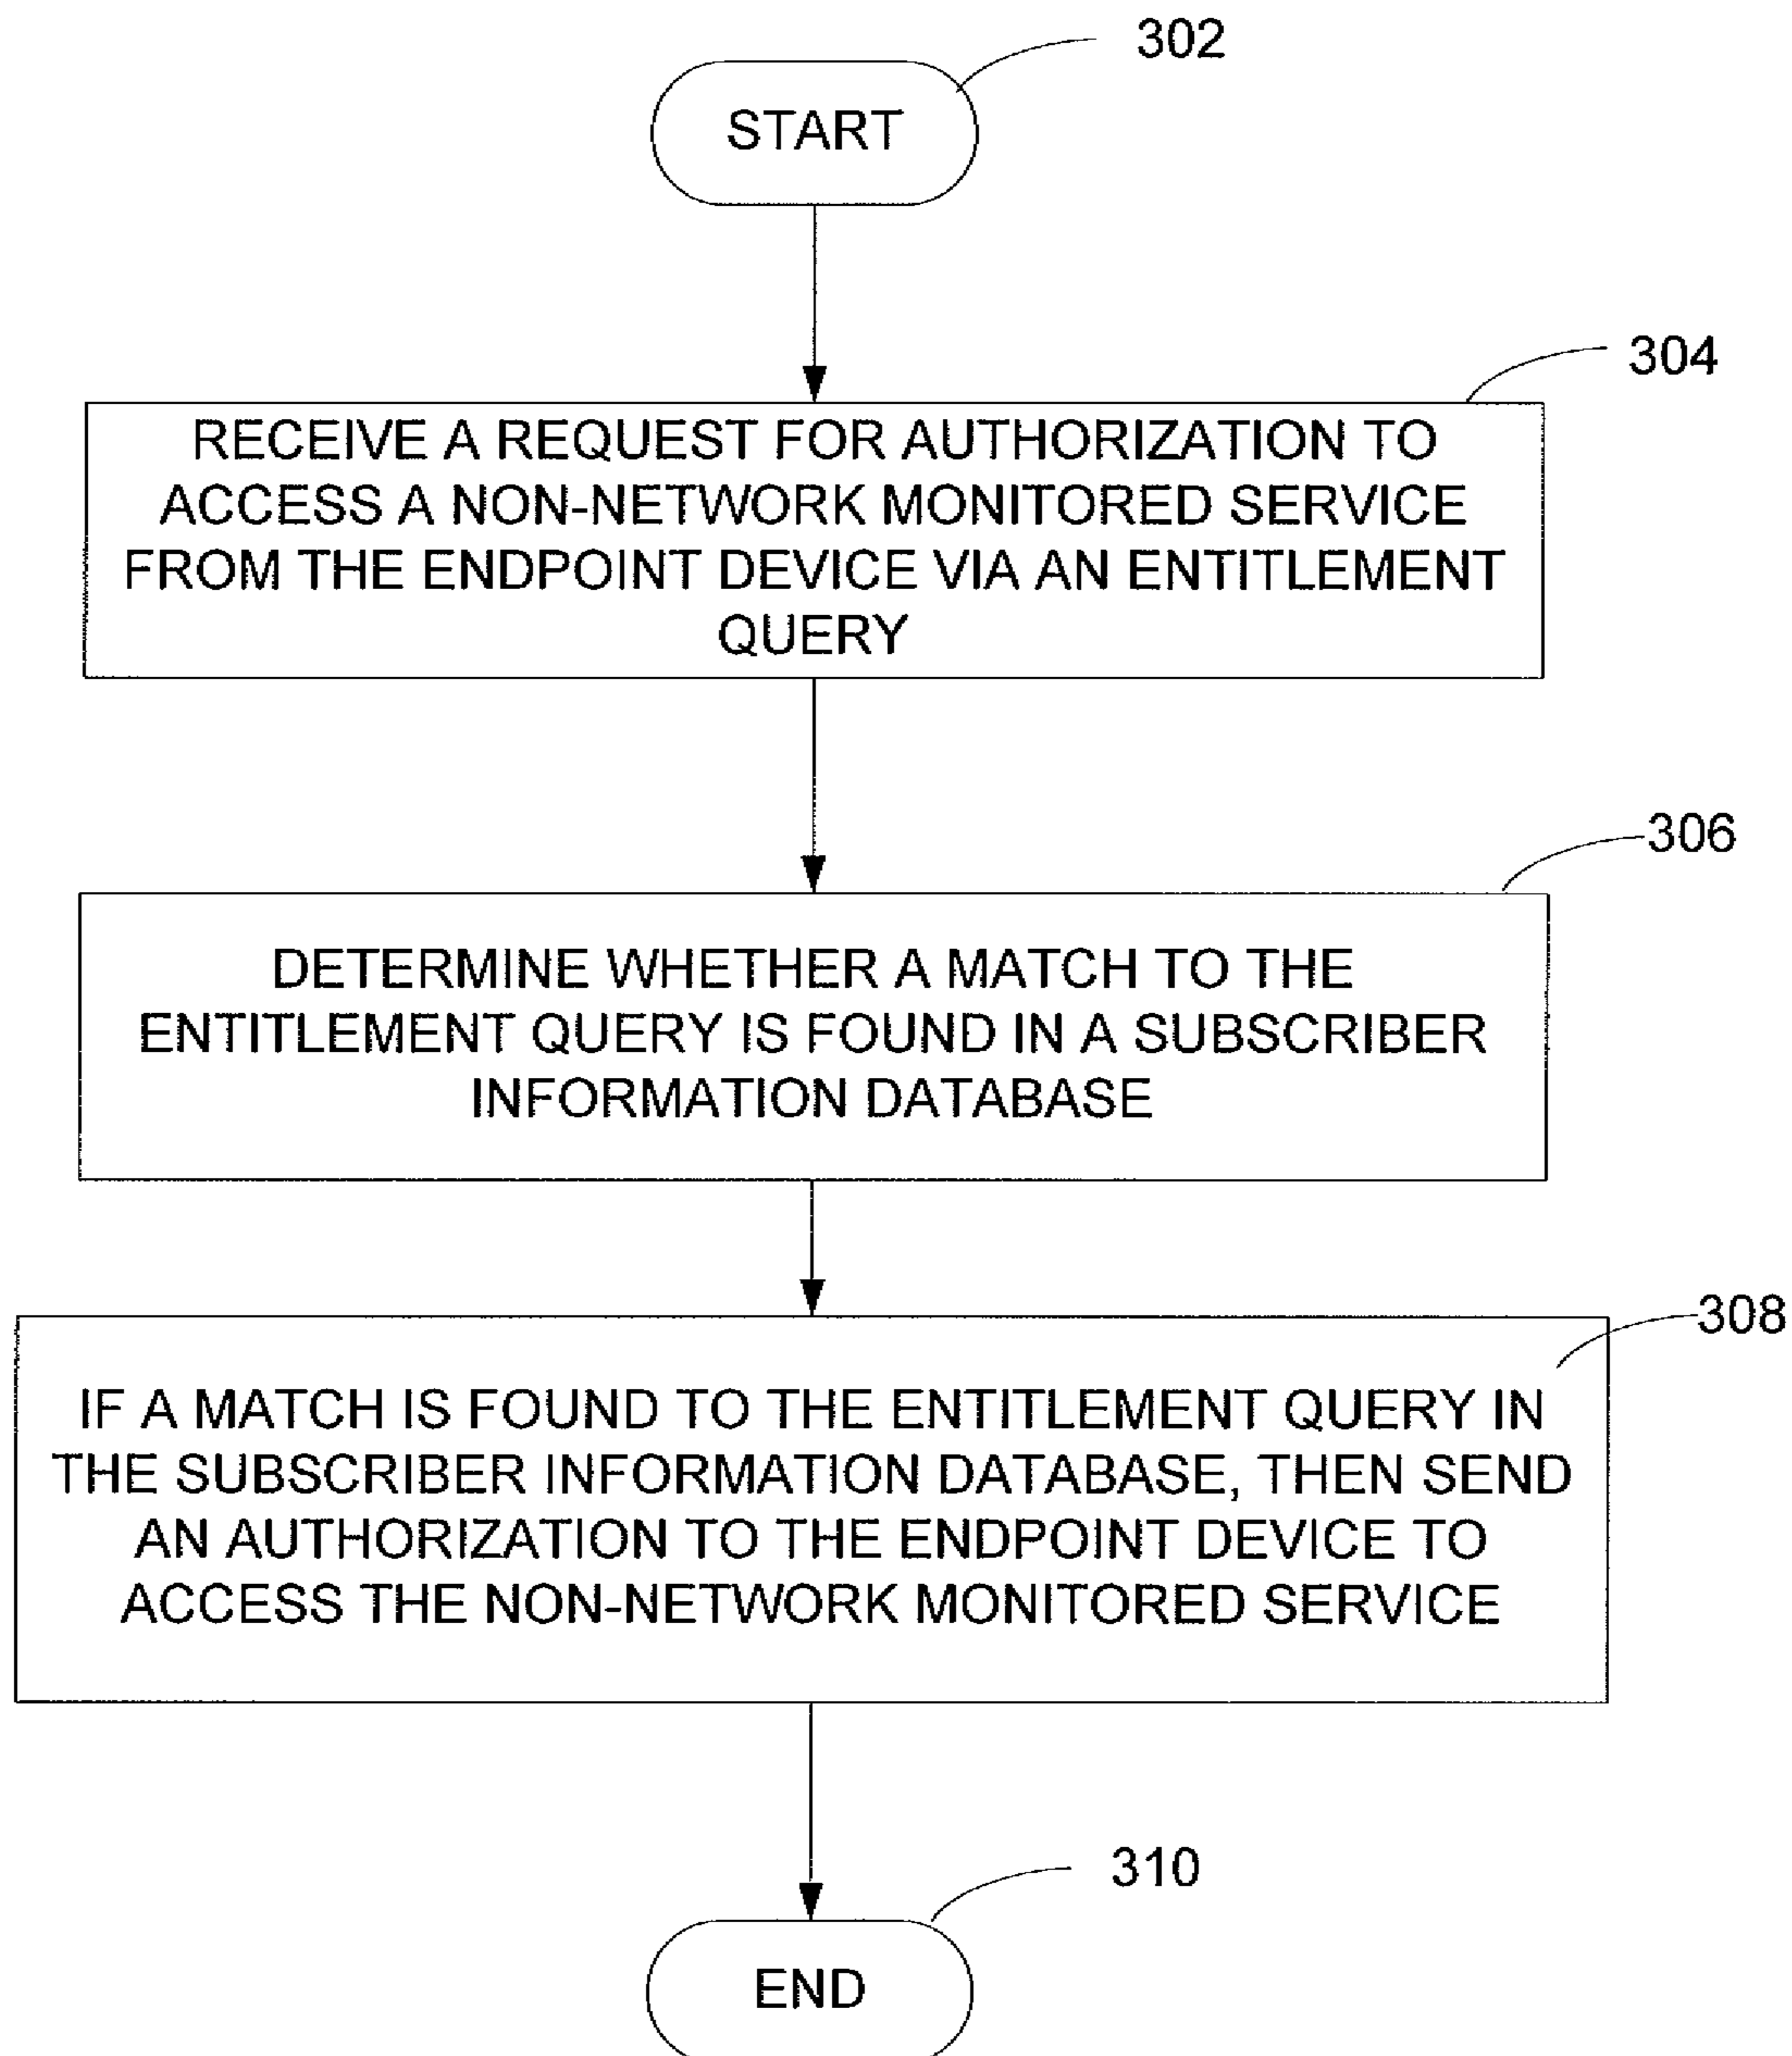 302
START
304
RECEIVE A REQUEST FOR AUTHORIZATION TO
ACCESS A NON-NETWORK MONITORED SERVICE
FROM THE ENDPOINT DEVICE VIA AN ENTITLEMENT
QUERY
306
DETERMINE WHETHER A MATCH TO THE
ENTITLEMENT QUERY IS FOUND IN A SUBSCRIBER
INFORMATION DATABASE
308
IF A MATCH IS FOUND TO THE ENTITLEMENT QUERY IN
THE SUBSCRIBER INFORMATION DATABASE, THEN SEND
AN AUTHORIZATION TO THE ENDPOINT DEVICE TO
ACCESS THE NON-NETWORK MONITORED SERVICE
310
END